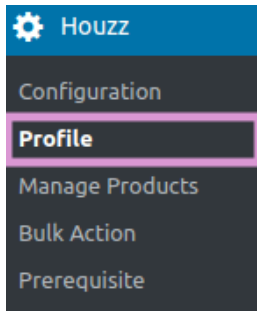 Houzz
Configuration
Profile
Manage Products
Bulk Action
Prerequisite